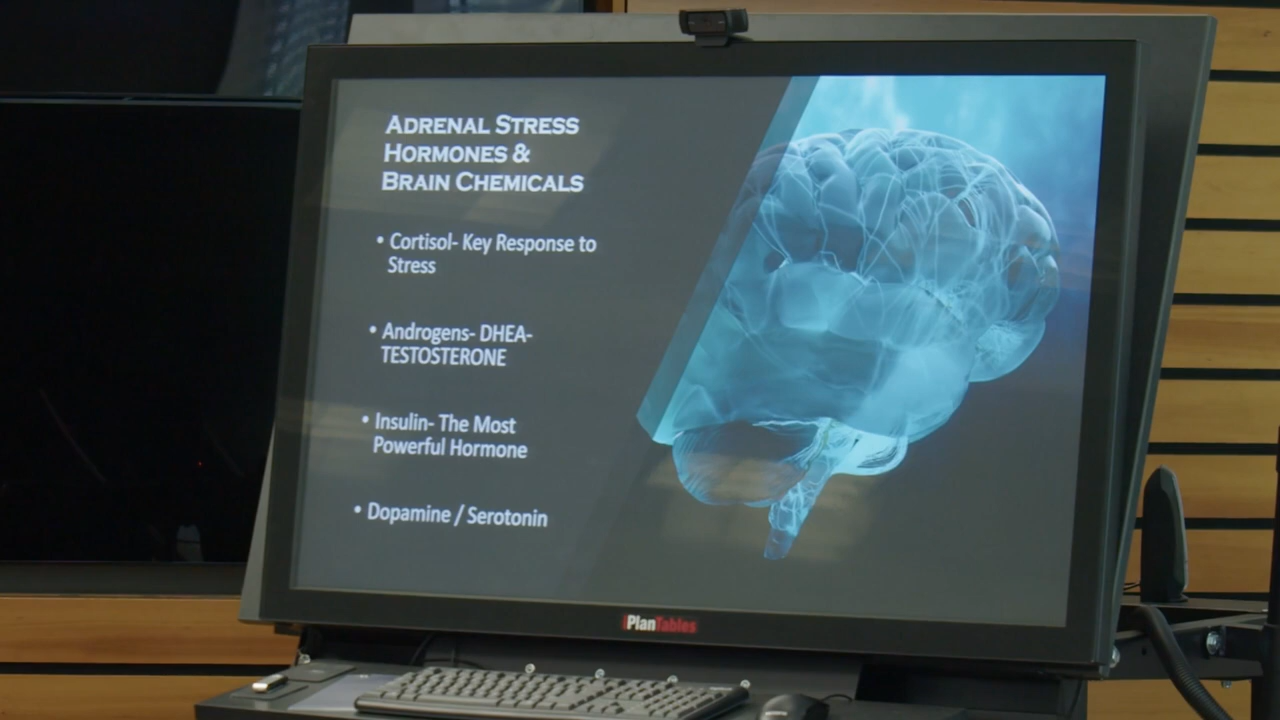 ADRENAL STRESS
HORMONES &
BRAIN CHEMICALS
• Cortisol- Key Response to
Stress
• Androgens- DHEA-
TESTOSTERONE
• Insulin- The Most
Powerful Hormone
• Dopamine / Serotonin
iPlanTables